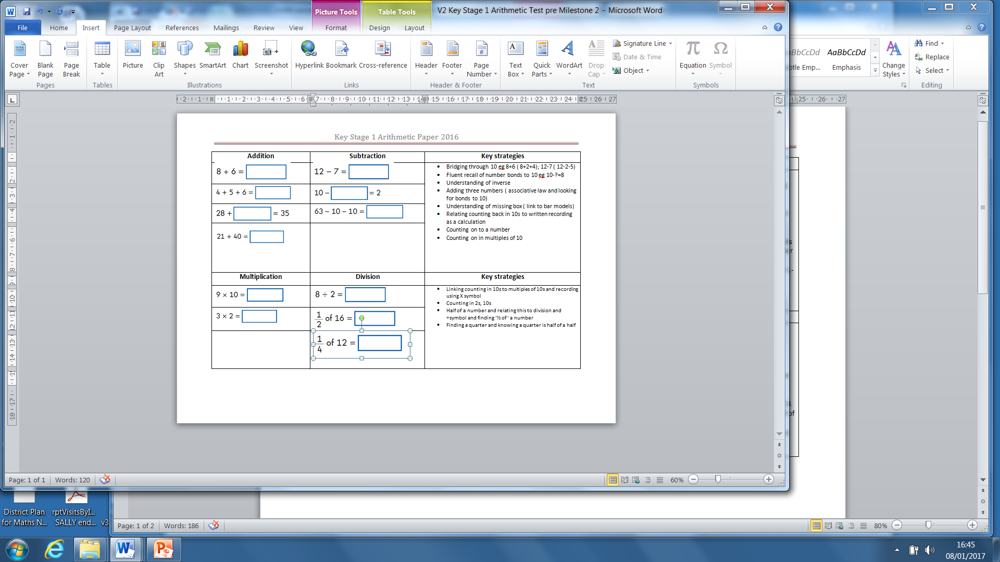 V2 Key Stage 1 Arithmetic Test pre Milestone 2 - Microsoft Word
Picture Tools
Table Tools
File Home Insert Page Layout References Mailings Review View Format Design Layout
Cover Page
Blank Page
Page Break
Table
Picture
Clip Art
Shapes
SmartArt
Chart
Screenshot
Hyperlink
Bookmark
Cross-reference
Header
Footer
Page Number
Text Box
Quick Parts
WordArt
Drop Cap
Signature Line
Date & Time
Object
Equation
Symbol
Pages Tables Illustrations Links Header & Footer Text Symbols
AaBbCcDd
Emphasis
Change Styles
Find
Replace
Select
Editing
Key Stage 1 Arithmetic Paper 2016
Addition Subtraction Key strategies
8 + 6 =
12 – 7 =
4 + 5 + 6 =
10 – = 2
28 + = 35
63 – 10 – 10 =
21 + 40 =
• Bridging through 10 eg 8+6 ( 8+2+4); 12-7 ( 12-2-5)
• Fluent recall of number bonds to 10 eg 10-?=8
• Understanding of inverse
• Adding three numbers ( associative law and looking
for bonds to 10)
• Understanding of missing box ( link to bar models)
• Relating counting back in 10s to written recording
as a calculation
• Counting on to a number
• Counting on in multiples of 10
Multiplication Division Key strategies
9 × 10 =
8 ÷ 2 =
3 × 2 =
1/2 of 16 =
1/4 of 12 =
• Linking counting in 10s to multiples of 10s and recording
using X symbol
• Counting in 2s, 10s
• Half of a number and relating this to division and
÷symbol and finding ‘½ of ‘ a number
• Finding a quarter and knowing a quarter is half of a half
Page: 1 of 1 Words: 120 60%
District Plan
for Maths N...
rptVisitsByI...
SALLY end...
v3
Page: 1 of 2 Words: 186 80%
16:45
08/01/2017